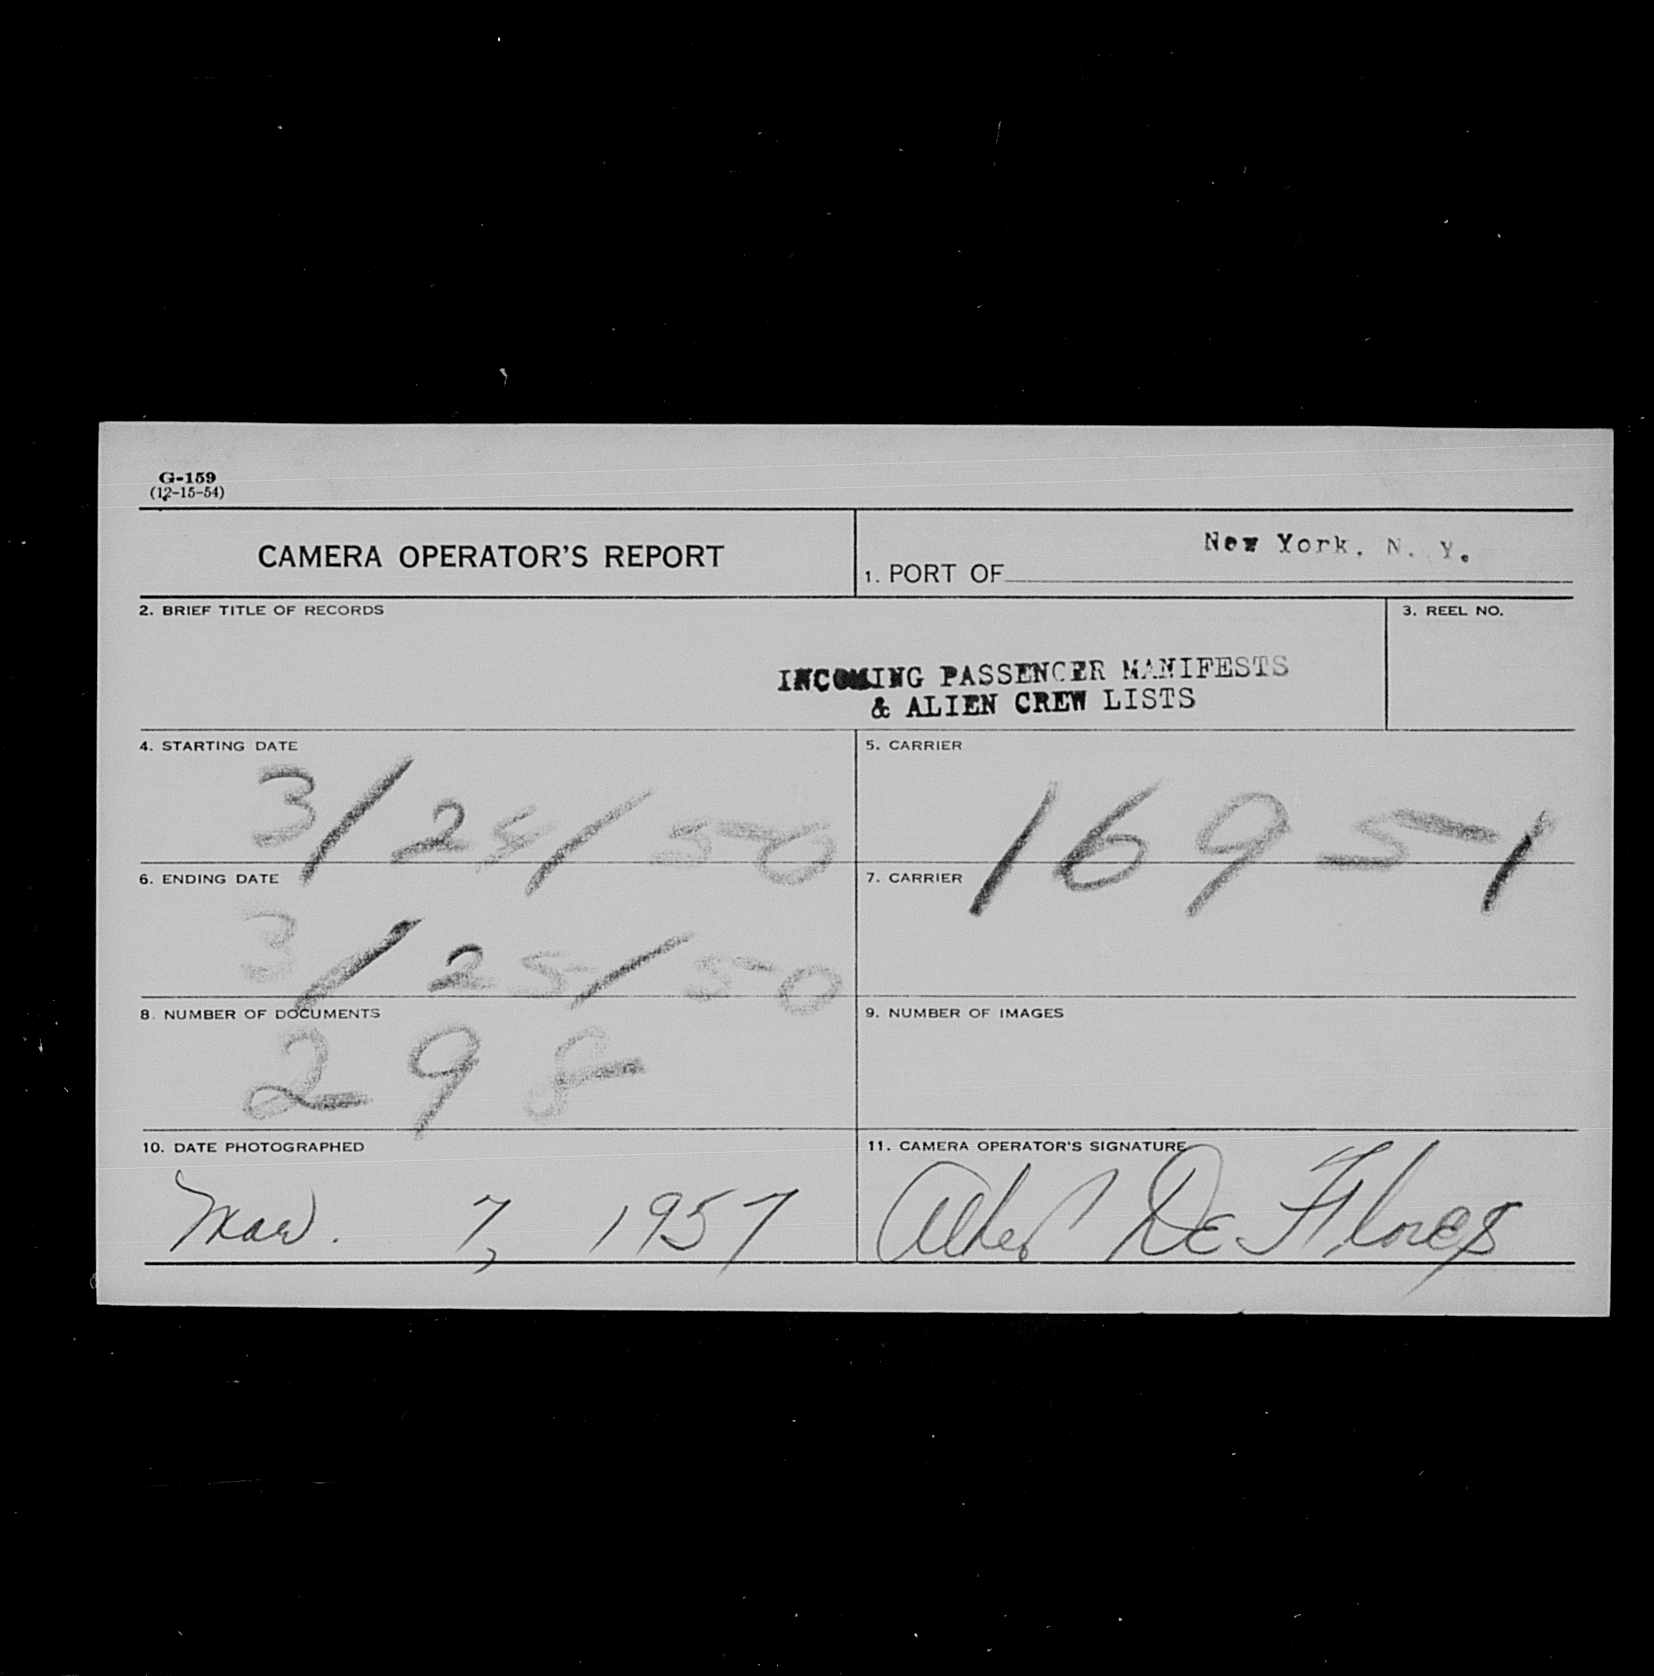 G-159
(12-15-54)
CAMERA OPERATOR'S REPORT
1. PORT OF New York, N. Y.
2. BRIEF TITLE OF RECORDS
3. REEL NO.
INCOMING PASSENGER MANIFESTS
& ALIEN CREW LISTS
4. STARTING DATE
3/25/50
5. CARRIER
16951
6. ENDING DATE
3/25/50
7. CARRIER
8. NUMBER OF DOCUMENTS
298
9. NUMBER OF IMAGES
10. DATE PHOTOGRAPHED
Mar. 7, 1957
11. CAMERA OPERATOR'S SIGNATURE
De Flores